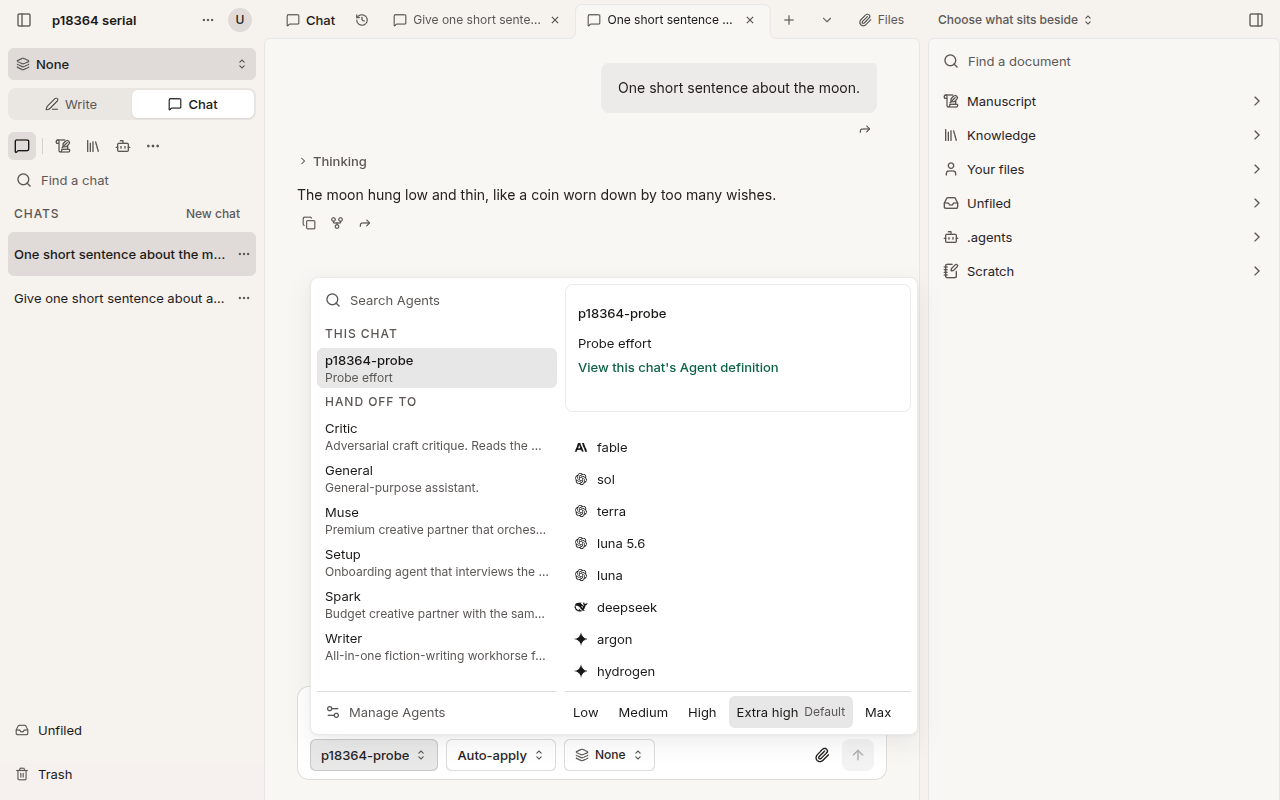 p18364 serial
U
Chat
Give one short sente...
One short sentence ...
Files
Choose what sits beside
None
Write
Chat
Find a chat
CHATS
New chat
One short sentence about the m...
Give one short sentence about a...
Unfiled
Trash
One short sentence about the moon.
Thinking
The moon hung low and thin, like a coin worn down by too many wishes.
Search Agents
THIS CHAT
p18364-probe
Probe effort
HAND OFF TO
Critic
Adversarial craft critique. Reads the ...
General
General-purpose assistant.
Muse
Premium creative partner that orches...
Setup
Onboarding agent that interviews the ...
Spark
Budget creative partner with the sam...
Writer
All-in-one fiction-writing workhorse f...
Manage Agents
p18364-probe
Probe effort
View this chat's Agent definition
fable
sol
terra
luna 5.6
luna
deepseek
argon
hydrogen
Low
Medium
High
Extra high Default
Max
p18364-probe
Auto-apply
None
Find a document
Manuscript
Knowledge
Your files
Unfiled
.agents
Scratch